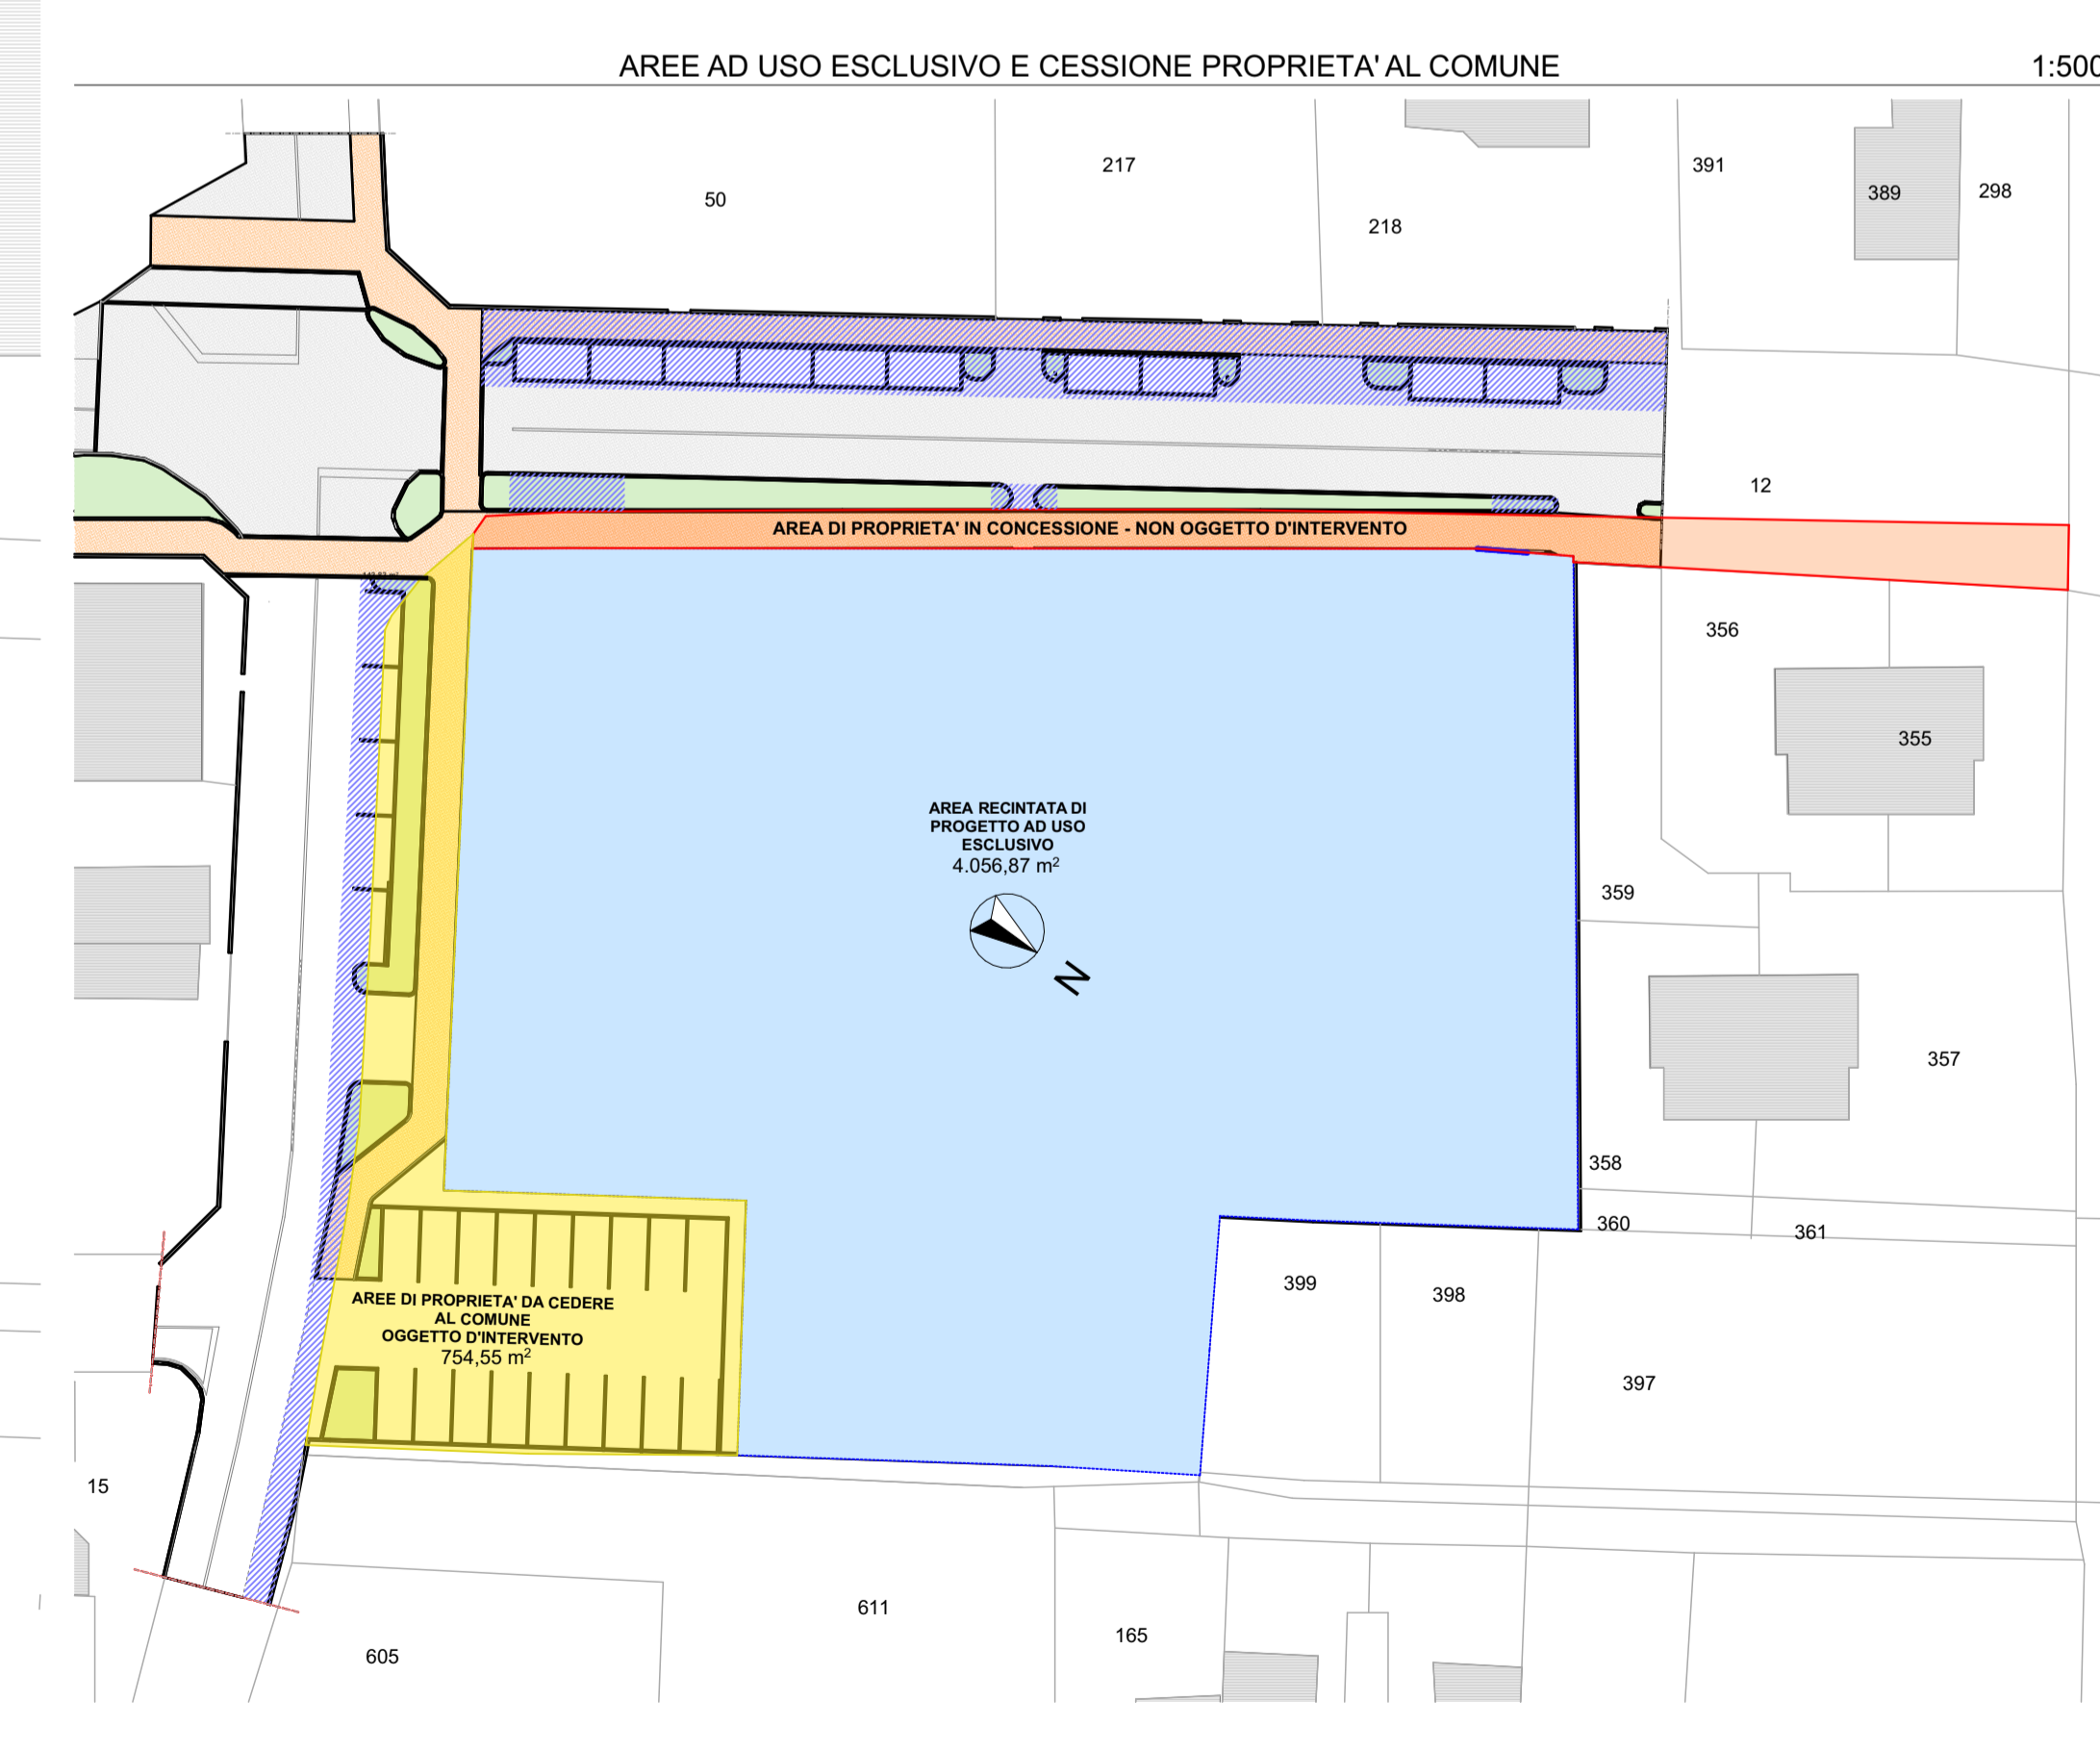 AREE AD USO ESCLUSIVO E CESSIONE PROPRIETA' AL COMUNE
1:500
217
391
389
298
50
218
12
AREA DI PROPRIETA' IN CONCESSIONE - NON OGGETTO D'INTERVENTO
356
355
AREA RECINTATA DI
PROGETTO AD USO
ESCLUSIVO
4.056,87 m²
359
N
357
358
360
361
399
398
AREE DI PROPRIETA' DA CEDERE
AL COMUNE
OGGETTO D'INTERVENTO
754,55 m²
397
15
611
165
605